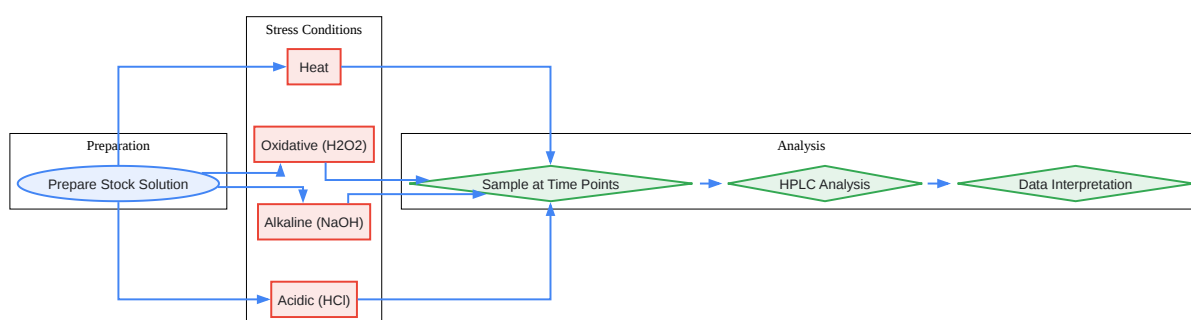 Stress Conditions
Heat
Preparation
Oxidative (H2O2)
Analysis
Prepare Stock Solution
Sample at Time Points
HPLC Analysis
Data Interpretation
Alkaline (NaOH)
Acidic (HCl)